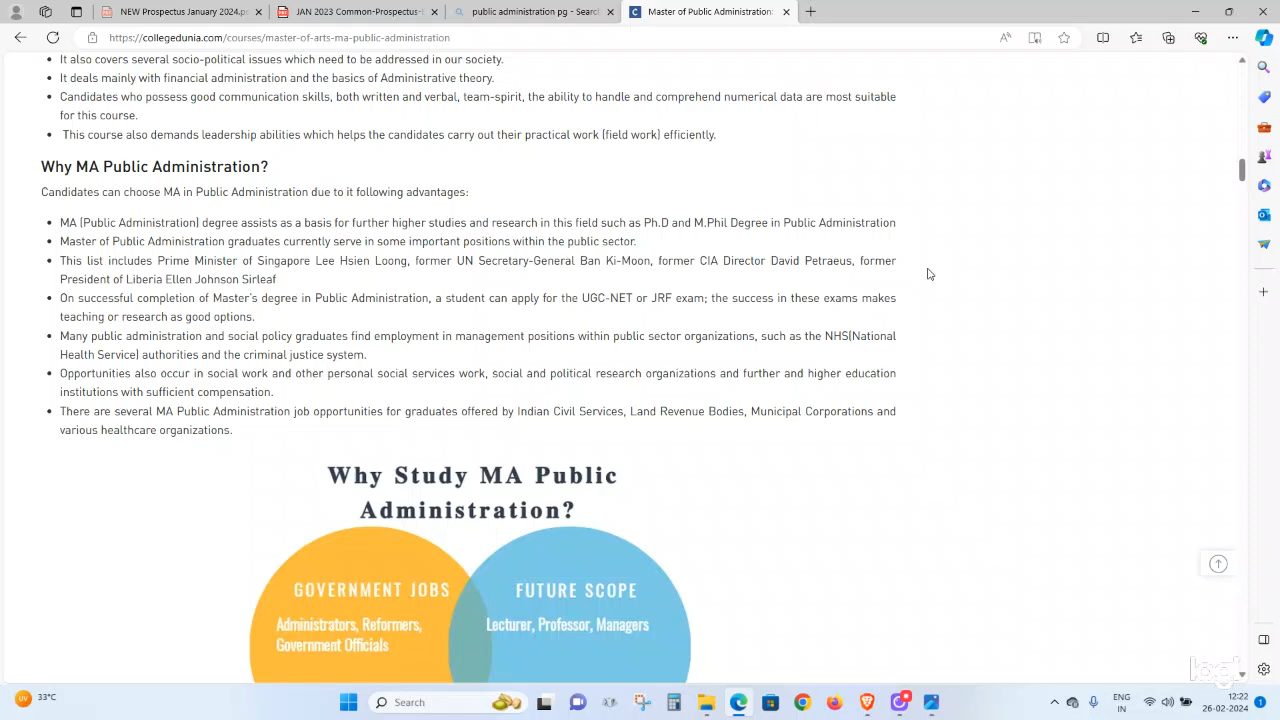 NEW Prospectus January 2024.pd
JAN 2023 Common-Prospectus-E
public administration pg - Search
Master of Public Administration:
https://collegedunia.com/courses/master-of-arts-ma-public-administration
It also covers several socio-political issues which need to be addressed in our society.
It deals mainly with financial administration and the basics of Administrative theory.
Candidates who possess good communication skills, both written and verbal, team-spirit, the ability to handle and comprehend numerical data are most suitable
for this course.
This course also demands leadership abilities which helps the candidates carry out their practical work (field work) efficiently.
Why MA Public Administration?
Candidates can choose MA in Public Administration due to it following advantages:
MA (Public Administration) degree assists as a basis for further higher studies and research in this field such as Ph.D and M.Phil Degree in Public Administration
Master of Public Administration graduates currently serve in some important positions within the public sector.
This list includes Prime Minister of Singapore Lee Hsien Loong, former UN Secretary-General Ban Ki-Moon, former CIA Director David Petraeus, former
President of Liberia Ellen Johnson Sirleaf
On successful completion of Master's degree in Public Administration, a student can apply for the UGC-NET or JRF exam; the success in these exams makes
teaching or research as good options.
Many public administration and social policy graduates find employment in management positions within public sector organizations, such as the NHS(National
Health Service) authorities and the criminal justice system.
Opportunities also occur in social work and other personal social services work, social and political research organizations and further and higher education
institutions with sufficient compensation.
There are several MA Public Administration job opportunities for graduates offered by Indian Civil Services, Land Revenue Bodies, Municipal Corporations and
various healthcare organizations.
Why Study MA Public
Administration?
GOVERNMENT JOBS
Administrators, Reformers,
Government Officials
FUTURE SCOPE
Lecturer, Professor, Managers
UV
33°C
Search
ENG
IN
12:22
26-02-2024